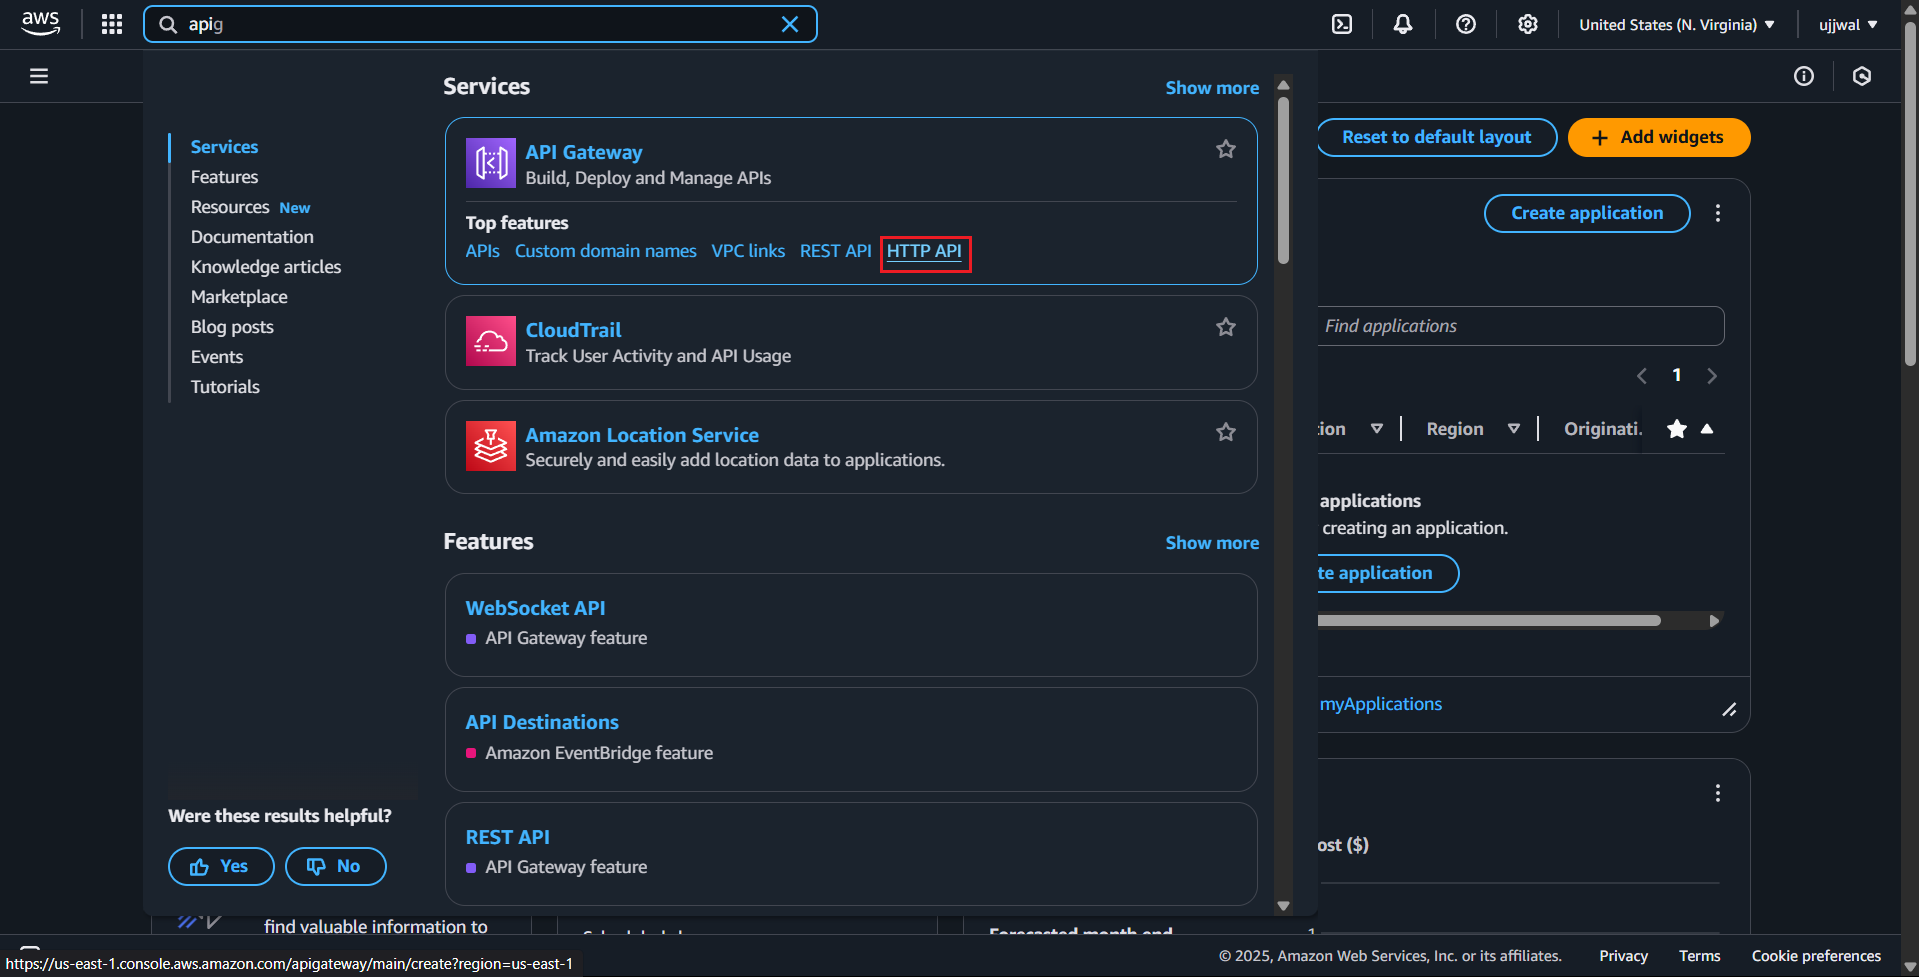 aws
apig
United States (N. Virginia)
ujjwal
Services
Features
Resources New
Documentation
Knowledge articles
Marketplace
Blog posts
Events
Tutorials
Were these results helpful?
Yes
No
Services
Show more
API Gateway
Build, Deploy and Manage APIs
Top features
APIs Custom domain names VPC links REST API HTTP API
CloudTrail
Track User Activity and API Usage
Amazon Location Service
Securely and easily add location data to applications.
Features
Show more
WebSocket API
API Gateway feature
API Destinations
Amazon EventBridge feature
REST API
API Gateway feature
Reset to default layout
Add widgets
Create application
Find applications
1
ion Region Originati.
applications
creating an application.
te application
myApplications
ost ($)
find valuable information to
Forecasted month end
© 2025, Amazon Web Services, Inc. or its affiliates.
Privacy
Terms
Cookie preferences
https://us-east-1.console.aws.amazon.com/apigateway/main/create?region=us-east-1